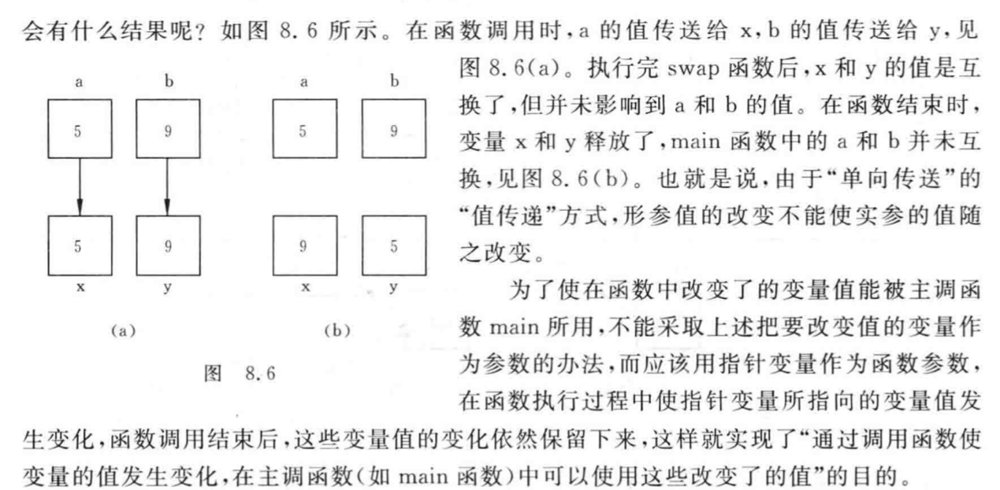 会有什么结果呢？如图 8.6 所示。在函数调用时，a 的值传送给 x，b 的值传送给 y，见
图 8.6(a)。执行完 swap 函数后，x 和 y 的值是互
换了，但并未影响到 a 和 b 的值。在函数结束时，
变量 x 和 y 释放了，main 函数中的 a 和 b 并未互
换，见图 8.6(b)。也就是说，由于“单向传送”的
“值传递”方式，形参值的改变不能使实参的值随
之改变。
a b a b
5 9 5 9
5 9 9 5
x y x y
(a) (b)
图 8.6
为了使在函数中改变了的变量值能被主调函
数 main 所用，不能采取上述把要改变值的变量作
为参数的办法，而应该用指针变量作为函数参数，
在函数执行过程中使指针变量所指向的变量值发
生变化，函数调用结束后，这些变量值的变化依然保留下来，这样就实现了“通过调用函数使
变量的值发生变化，在主调函数(如 main 函数)中可以使用这些改变了的值”的目的。